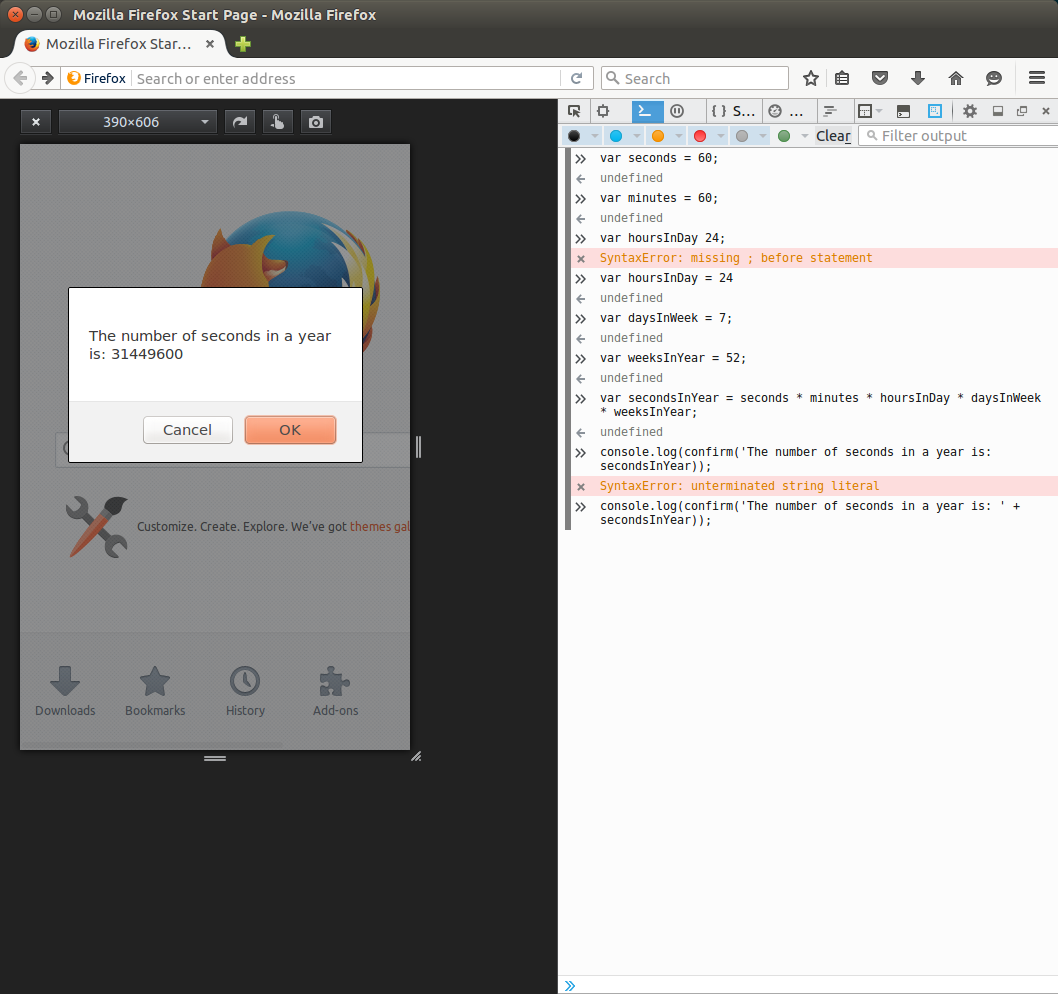 Mozilla Firefox Start Page - Mozilla Firefox
Mozilla Firefox Star...
Firefox
Search or enter address
Search
390×606
{ } S...
...
Clear
Filter output
The number of seconds in a year
is: 31449600
Cancel
OK
Customize. Create. Explore. We've got themes gal
Downloads
Bookmarks
History
Add-ons
var seconds = 60;
undefined
var minutes = 60;
undefined
var hoursInDay 24;
SyntaxError: missing ; before statement
var hoursInDay = 24
undefined
var daysInWeek = 7;
undefined
var weeksInYear = 52;
undefined
var secondsInYear = seconds * minutes * hoursInDay * daysInWeek
* weeksInYear;
undefined
console.log(confirm('The number of seconds in a year is:
secondsInYear));
SyntaxError: unterminated string literal
console.log(confirm('The number of seconds in a year is: ' +
secondsInYear));